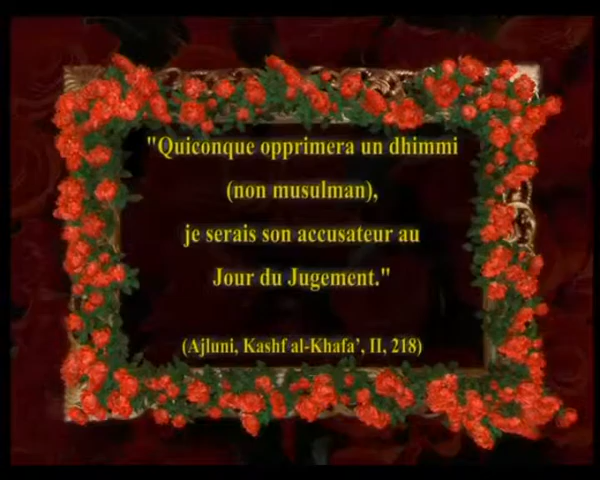 "Quiconque opprimera un dhimmi
(non musulman),
je serais son accusateur au
Jour du Jugement."
(Ajluni, Kashf al-Khafa’, II, 218)